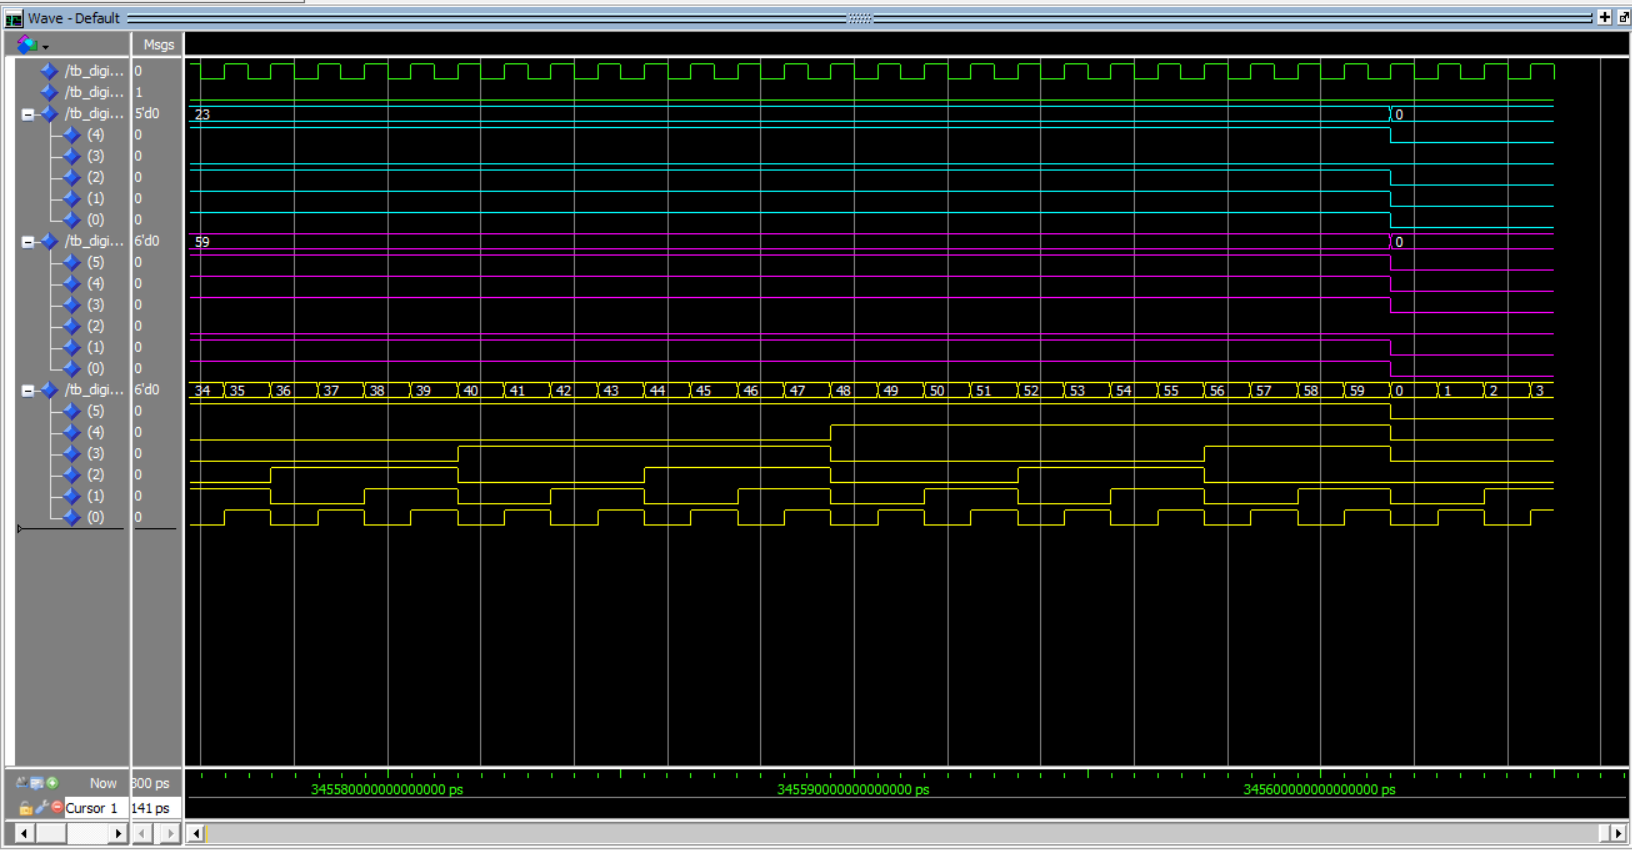 Wave - Default
Msgs
/tb_digi... 0
/tb_digi... 1
/tb_digi... 5'd0 23 0
(4) 0
(3) 0
(2) 0
(1) 0
(0) 0
/tb_digi... 6'd0 59 0
(5) 0
(4) 0
(3) 0
(2) 0
(1) 0
(0) 0
/tb_digi... 6'd0 34 35 36 37 38 39 40 41 42 43 44 45 46 47 48 49 50 51 52 53 54 55 56 57 58 59 0 1 2 3
(5) 0
(4) 0
(3) 0
(2) 0
(1) 0
(0) 0
Now 300 ps
345580000000000000 ps 345590000000000000 ps 345600000000000000 ps
Cursor 1 141 ps